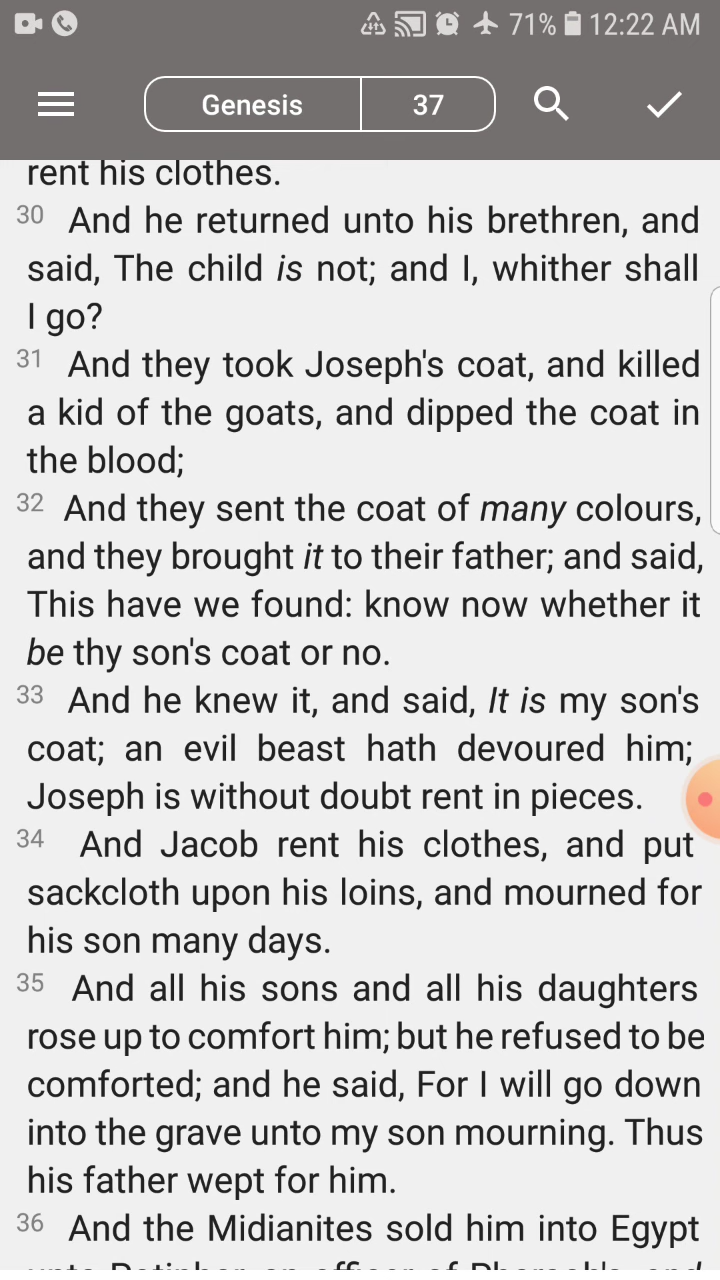 71% 12:22 AM
Genesis 37
rent his clothes.
30 And he returned unto his brethren, and
said, The child is not; and I, whither shall
I go?
31 And they took Joseph's coat, and killed
a kid of the goats, and dipped the coat in
the blood;
32 And they sent the coat of many colours,
and they brought it to their father; and said,
This have we found: know now whether it
be thy son's coat or no.
33 And he knew it, and said, It is my son's
coat; an evil beast hath devoured him;
Joseph is without doubt rent in pieces.
34 And Jacob rent his clothes, and put
sackcloth upon his loins, and mourned for
his son many days.
35 And all his sons and all his daughters
rose up to comfort him; but he refused to be
comforted; and he said, For I will go down
into the grave unto my son mourning. Thus
his father wept for him.
36 And the Midianites sold him into Egypt